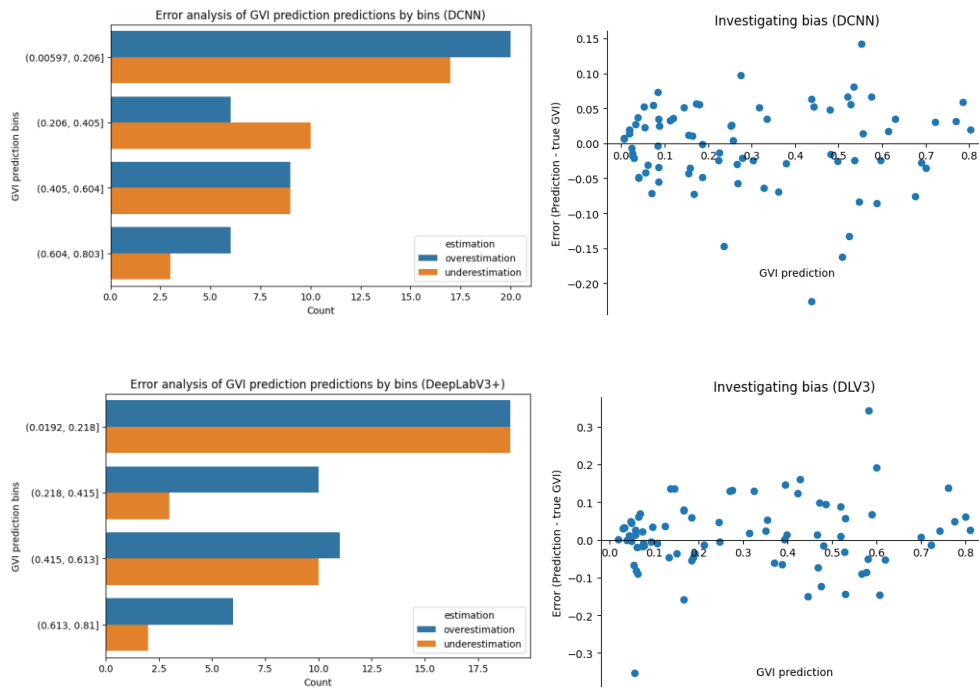 Error analysis of GVI prediction predictions by bins (DCNN)
GVI prediction bins
(0.00597, 0.206]
(0.206, 0.405]
(0.405, 0.604]
(0.604, 0.803]
estimation
overestimation
underestimation
0.0 2.5 5.0 7.5 10.0 12.5 15.0 17.5 20.0
Count
Investigating bias (DCNN)
Error (Prediction - true GVI)
0.15
0.10
0.05
0.00
−0.05
−0.10
−0.15
−0.20
0.0 0.1 0.2 0.3 0.4 0.5 0.6 0.7 0.8
GVI prediction
Error analysis of GVI prediction predictions by bins (DeepLabV3+)
GVI prediction bins
(0.0192, 0.218]
(0.218, 0.415]
(0.415, 0.613]
(0.613, 0.81]
estimation
overestimation
underestimation
0.0 2.5 5.0 7.5 10.0 12.5 15.0 17.5
Count
Investigating bias (DLV3)
Error (Prediction - true GVI)
0.3
0.2
0.1
0.0
−0.1
−0.2
−0.3
0.0 0.1 0.2 0.3 0.4 0.5 0.6 0.7 0.8
GVI prediction